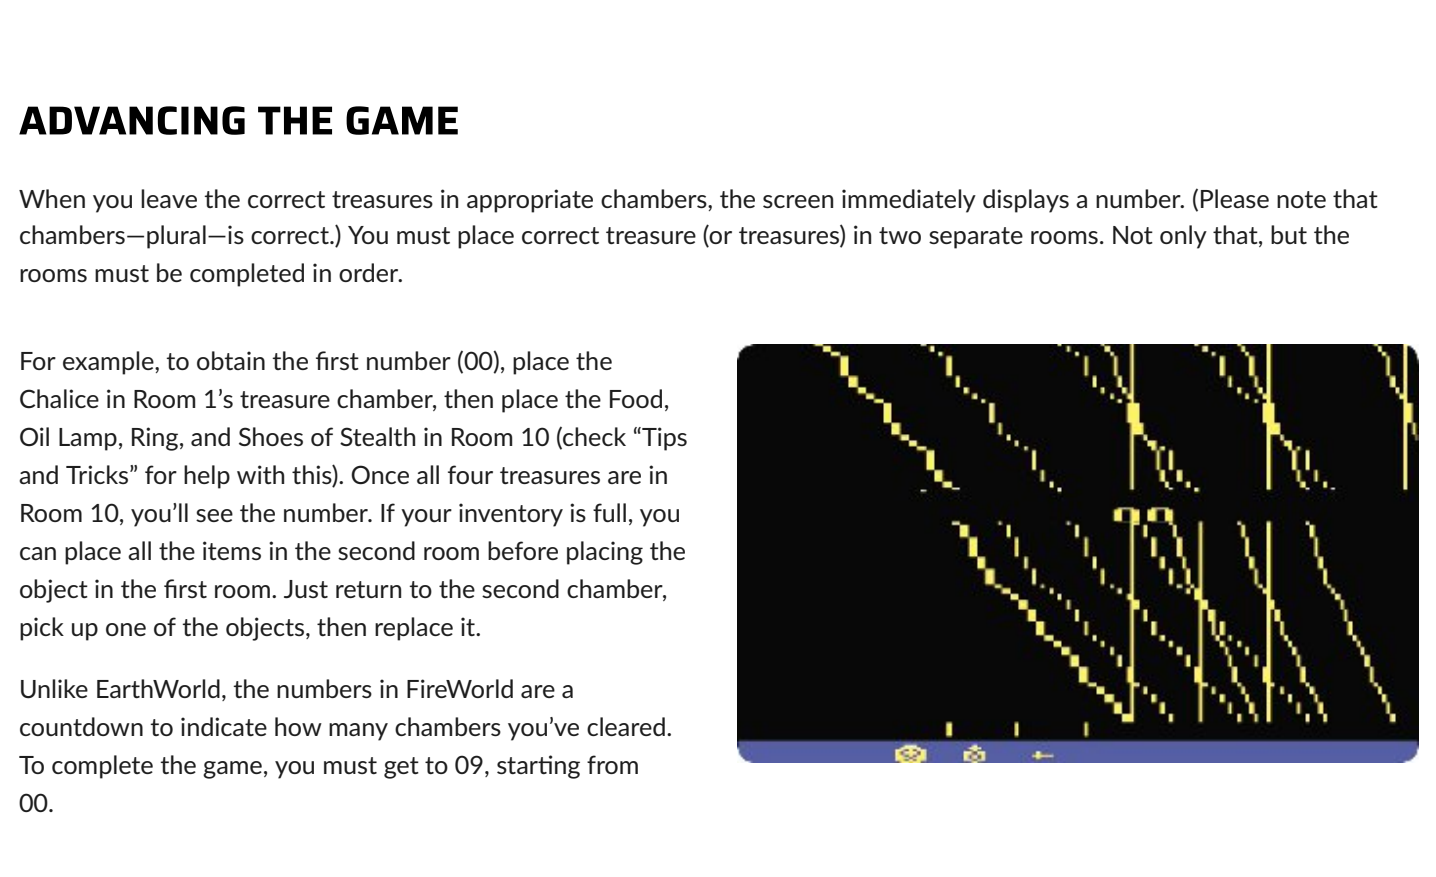 ADVANCING THE GAME
When you leave the correct treasures in appropriate chambers, the screen immediately displays a number. (Please note that
chambers—plural—is correct.) You must place correct treasure (or treasures) in two separate rooms. Not only that, but the
rooms must be completed in order.
For example, to obtain the first number (00), place the
Chalice in Room 1’s treasure chamber, then place the Food,
Oil Lamp, Ring, and Shoes of Stealth in Room 10 (check “Tips
and Tricks” for help with this). Once all four treasures are in
Room 10, you’ll see the number. If your inventory is full, you
can place all the items in the second room before placing the
object in the first room. Just return to the second chamber,
pick up one of the objects, then replace it.
Unlike EarthWorld, the numbers in FireWorld are a
countdown to indicate how many chambers you’ve cleared.
To complete the game, you must get to 09, starting from
00.